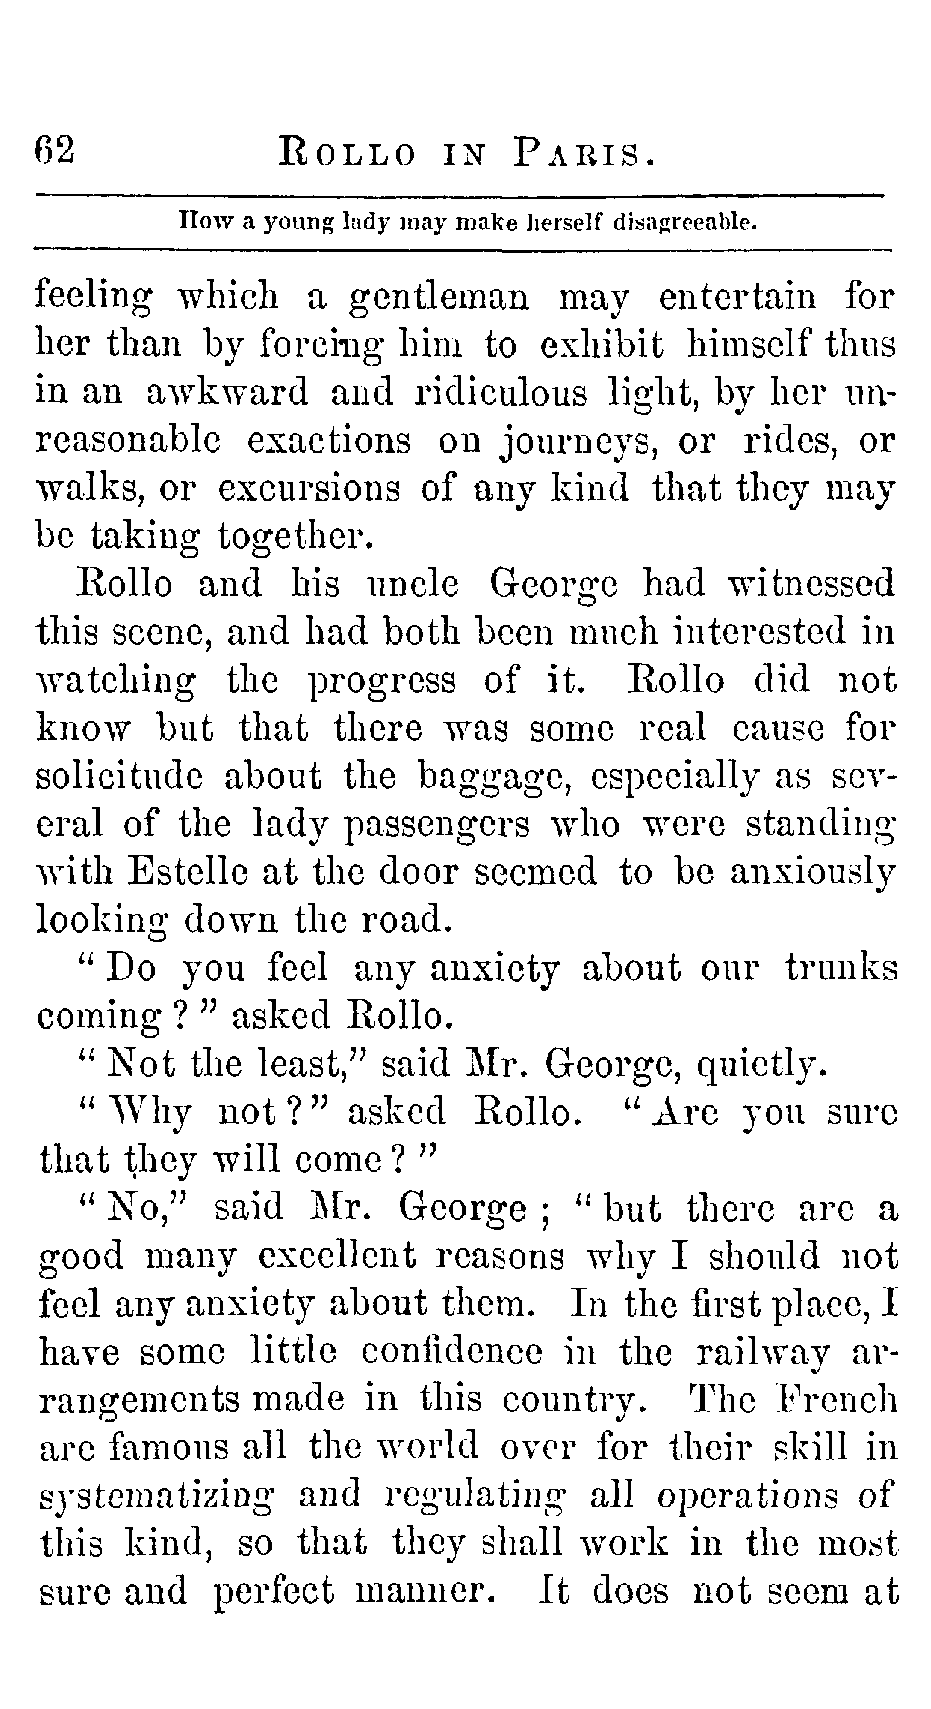 62 ROLLO IN PARIS.
How a young lady may make herself disagreeable.
feeling which a gentleman may entertain for
her than by forcing him to exhibit himself thus
in an awkward and ridiculous light, by her un-
reasonable exactions on journeys, or rides, or
walks, or excursions of any kind that they may
be taking together.
Rollo and his uncle George had witnessed
this scene, and had both been much interested in
watching the progress of it. Rollo did not
know but that there was some real cause for
solicitude about the baggage, especially as sev-
eral of the lady passengers who were standing
with Estelle at the door seemed to be anxiously
looking down the road.
“ Do you feel any anxiety about our trunks
coming ? ” asked Rollo.
“ Not the least,” said Mr. George, quietly.
“ Why not ? ” asked Rollo. “ Are you sure
that they will come ? ”
“ No,” said Mr. George ; “ but there are a
good many excellent reasons why I should not
feel any anxiety about them. In the first place, I
have some little confidence in the railway ar-
rangements made in this country. The French
are famous all the world over for their skill in
systematizing and regulating all operations of
this kind, so that they shall work in the most
sure and perfect manner. It does not seem at